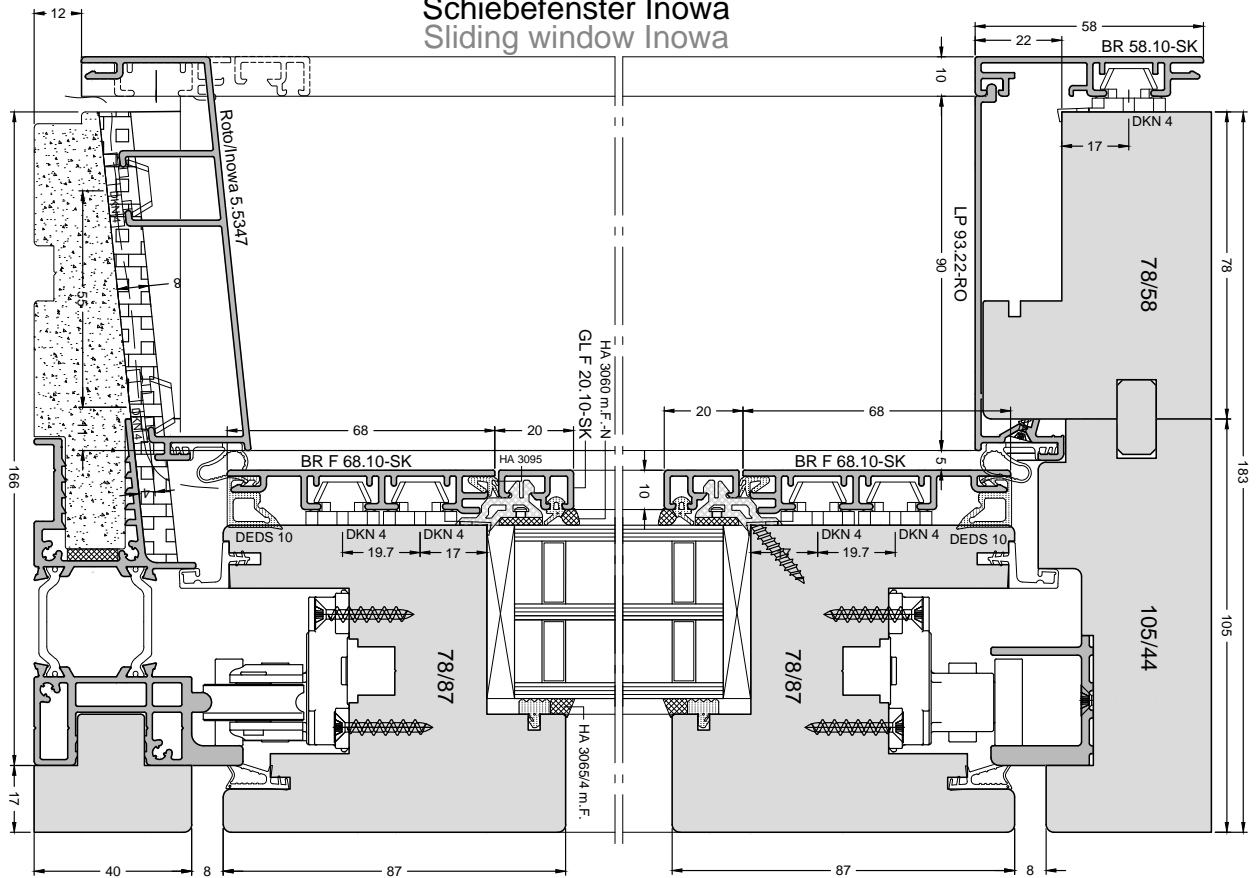 Schiebefenster Inowa
Sliding window Inowa
12
58
22
BR 58.10-SK
10
DKN 4
17
Roto/Inowa 5.5347
LP 93.22-RO
90
78/58
78
183
DKN4
8
55
DKN4
11
4
166
17
GL F 20.10-SK
HA 3060 m.F.-N
68
20
20
68
BR F 68.10-SK
HA 3095
BR F 68.10-SK
5
10
DEDS 10
DKN 4
DKN 4
DKN 4
DKN 4
DEDS 10
19.7
17
19.7
78/87
78/87
105/44
105
HA 3065/4 m.F.
40
8
87
87
8